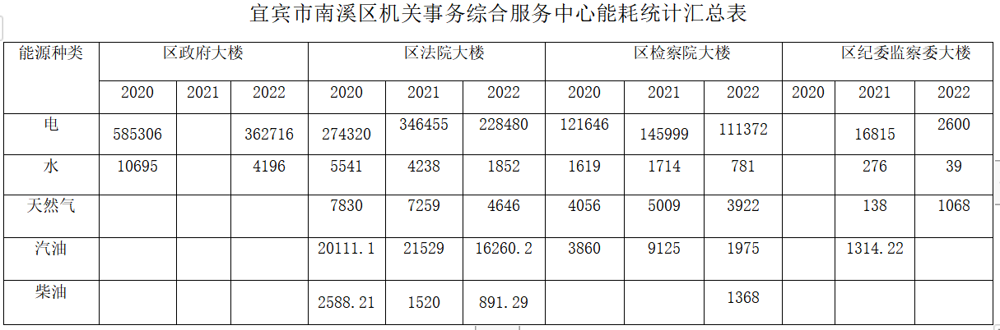 宜宾市南溪区机关事务综合服务中心能耗统计汇总表
能源种类 区政府大楼 区法院大楼 区检察院大楼 区纪委监察委大楼
2020 2021 2022 2020 2021 2022 2020 2021 2022 2020 2021 2022
电 585306 362716 274320 346455 228480 121646 145999 111372 16815 2600
水 10695 4196 5541 4238 1852 1619 1714 781 276 39
天然气 7830 7259 4646 4056 5009 3922 138 1068
汽油 20111.1 21529 16260.2 3860 9125 1975 1314.22
柴油 2588.21 1520 891.29 1368